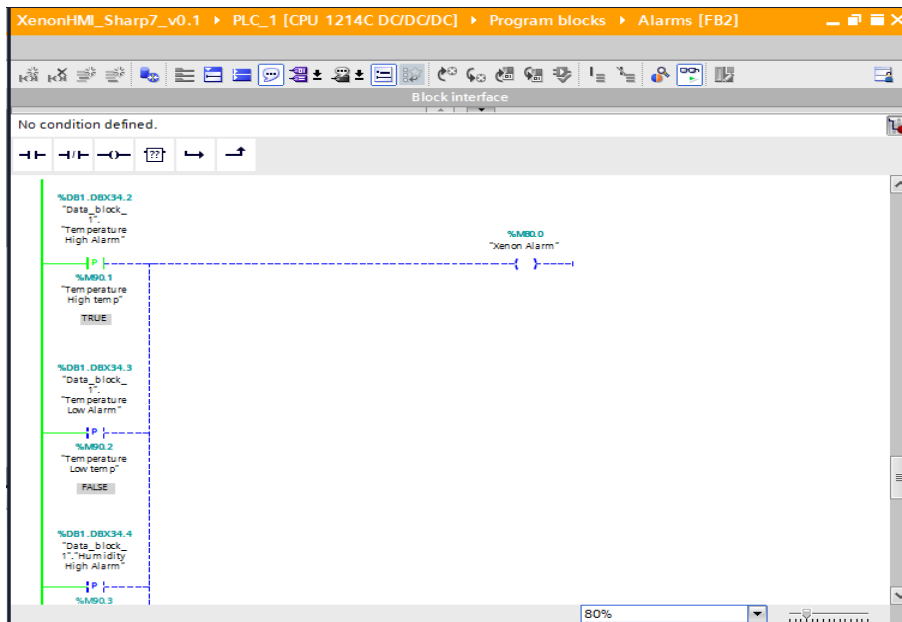 XenonHMI_Sharp7_v0.1 ▸ PLC_1 [CPU 1214C DC/DC/DC] ▸ Program blocks ▸ Alarms [FB2]
Block interface
No condition defined.
??
%DB1.DBX34.2
"Data_block_
1".
"Temperature
High Alarm"
P
%M90.1
"Temperature
High temp"
TRUE
%M80.0
"Xenon Alarm"
%DB1.DBX34.3
"Data_block_
1".
"Temperature
Low Alarm"
P
%M90.2
"Temperature
Low temp"
FALSE
%DB1.DBX34.4
"Data_block_
1"."Humidity
High Alarm"
P
%M90.3
80%